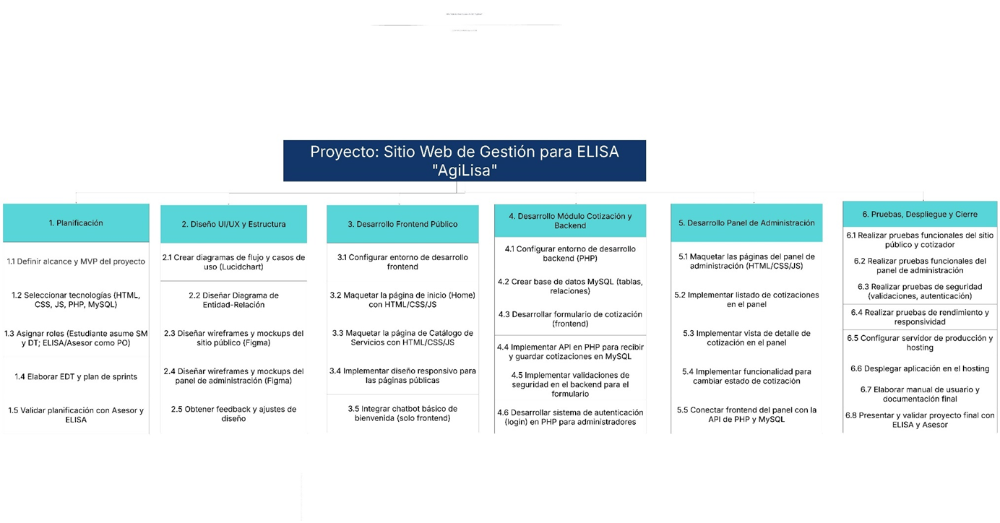 Proyecto: Sitio Web de Gestión para ELISA
"AgiLisa"
1. Planificación
1.1 Definir alcance y MVP del proyecto
1.2 Seleccionar tecnologías (HTML,
CSS, JS, PHP, MySQL)
1.3 Asignar roles (Estudiante asume SM
y DT; ELISA/Asesor como PO)
1.4 Elaborar EDT y plan de sprints
1.5 Validar planificación con Asesor y
ELISA
2. Diseño UI/UX y Estructura
2.1 Crear diagramas de flujo y casos de
uso (Lucidchart)
2.2 Diseñar Diagrama de
Entidad-Relación
2.3 Diseñar wireframes y mockups del
sitio público (Figma)
2.4 Diseñar wireframes y mockups del
panel de administración (Figma)
2.5 Obtener feedback y ajustes de
diseño
3. Desarrollo Frontend Público
3.1 Configurar entorno de desarrollo
frontend
3.2 Maquetar la página de inicio (Home)
con HTML/CSS/JS
3.3 Maquetar la página de Catálogo de
Servicios con HTML/CSS/JS
3.4 Implementar diseño responsivo para
las páginas públicas
3.5 Integrar chatbot básico de
bienvenida (solo frontend)
4. Desarrollo Módulo Cotización y
Backend
4.1 Configurar entorno de desarrollo
backend (PHP)
4.2 Crear base de datos MySQL (tablas,
relaciones)
4.3 Desarrollar formulario de cotización
(frontend)
4.4 Implementar API en PHP para recibir
y guardar cotizaciones en MySQL
4.5 Implementar validaciones de
seguridad en el backend para el
formulario
4.6 Desarrollar sistema de autenticación
(login) en PHP para administradores
5. Desarrollo Panel de Administración
5.1 Maquetar las páginas del panel de
administración (HTML/CSS/JS)
5.2 Implementar listado de cotizaciones
en el panel
5.3 Implementar vista de detalle de
cotización en el panel
5.4 Implementar funcionalidad para
cambiar estado de cotización
5.5 Conectar frontend del panel con la
API de PHP y MySQL
6. Pruebas, Despliegue y Cierre
6.1 Realizar pruebas funcionales del sitio
público y cotizador
6.2 Realizar pruebas funcionales del
panel de administración
6.3 Realizar pruebas de seguridad
(validaciones, autenticación)
6.4 Realizar pruebas de rendimiento y
responsividad
6.5 Configurar servidor de producción y
hosting
6.6 Desplegar aplicación en el hosting
6.7 Elaborar manual de usuario y
documentación final
6.8 Presentar y validar proyecto final con
ELISA y Asesor